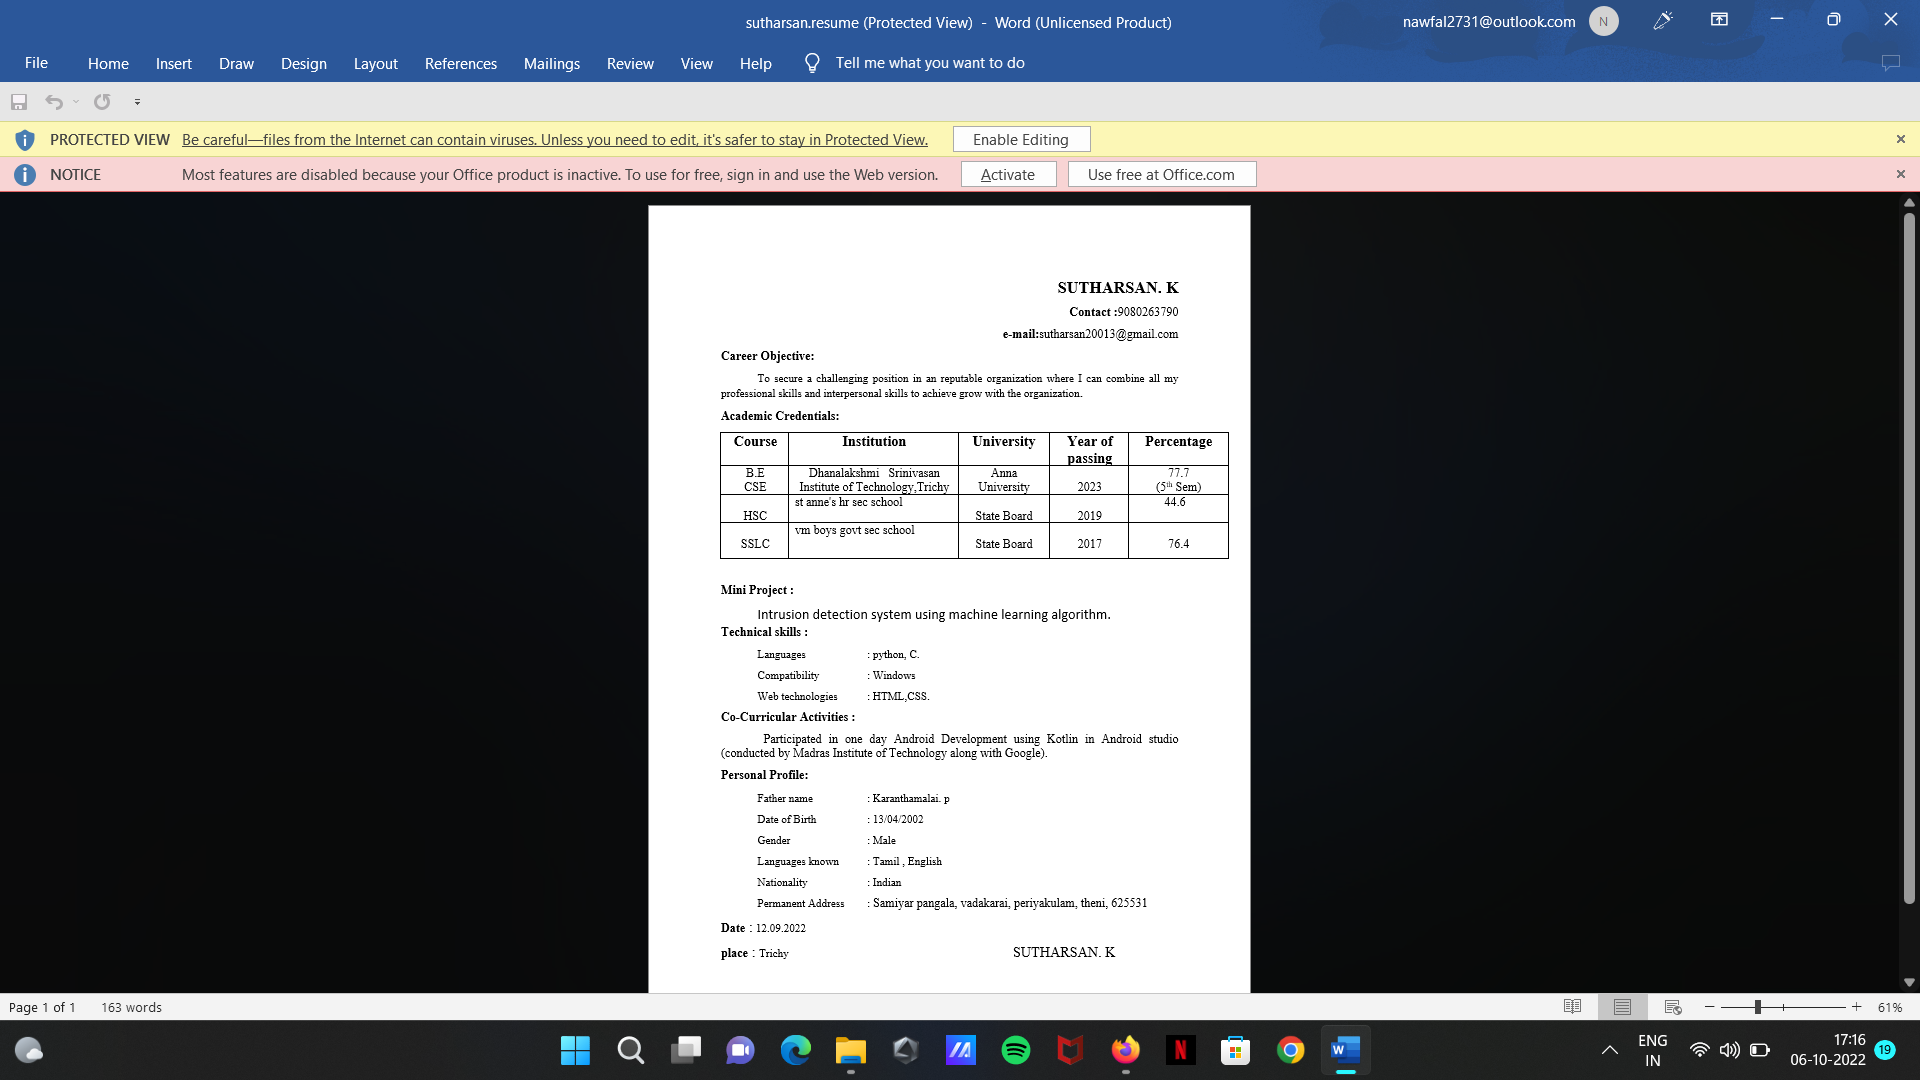 sutharsan.resume (Protected View)  -  Word (Unlicensed Product)
nawfal2731@outlook.com
N
File Home Insert Draw Design Layout References Mailings Review View Help Tell me what you want to do
PROTECTED VIEW Be careful—files from the Internet can contain viruses. Unless you need to edit, it's safer to stay in Protected View. Enable Editing
NOTICE Most features are disabled because your Office product is inactive. To use for free, sign in and use the Web version. Activate Use free at Office.com
SUTHARSAN. K
Contact :9080263790
e-mail:sutharsan20013@gmail.com
Career Objective:
To secure a challenging position in an reputable organization where I can combine all my
professional skills and interpersonal skills to achieve grow with the organization.
Academic Credentials:
Course Institution University Year of passing Percentage
B.E CSE Dhanalakshmi Srinivasan Institute of Technology,Trichy Anna University 2023 77.7 (5th Sem)
HSC st anne's hr sec school State Board 2019 44.6
SSLC vm boys govt sec school State Board 2017 76.4
Mini Project :
Intrusion detection system using machine learning algorithm.
Technical skills :
Languages : python, C.
Compatibility : Windows
Web technologies : HTML,CSS.
Co-Curricular Activities :
Participated in one day Android Development using Kotlin in Android studio
(conducted by Madras Institute of Technology along with Google).
Personal Profile:
Father name : Karanthamalai. p
Date of Birth : 13/04/2002
Gender : Male
Languages known : Tamil , English
Nationality : Indian
Permanent Address : Samiyar pangala, vadakarai, periyakulam, theni, 625531
Date : 12.09.2022
place : Trichy SUTHARSAN. K
Page 1 of 1 163 words 61%
ENG
IN
17:16
06-10-2022
19